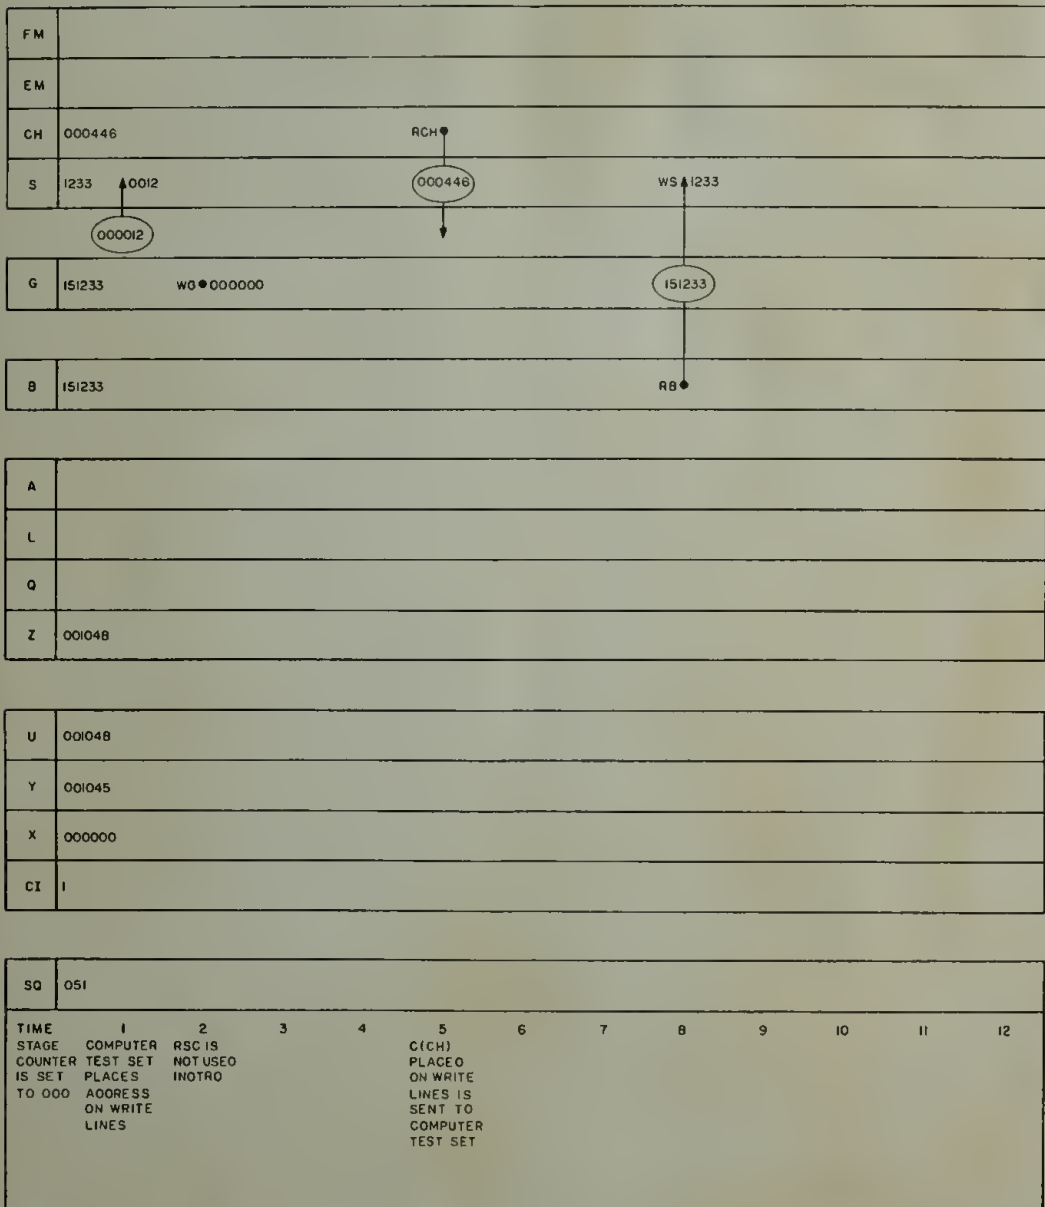 FM
EM
CH 000446 RCH
S 1233 0012 000446 WS 1233
000012
G 151233 WG 000000 151233
B 151233 RB
A
L
Q
Z 001048
U 001048
Y 001045
X 000000
CI 1
SQ 051
TIME 1 2 3 4 5 6 7 8 9 10 11 12
STAGE COMPUTER RSC IS C(CH)
COUNTER TEST SET NOT USED PLACED
IS SET PLACES INOTRO ON WRITE
TO 000 ADDRESS LINES IS
ON WRITE SENT TO
LINES COMPUTER
TEST SET